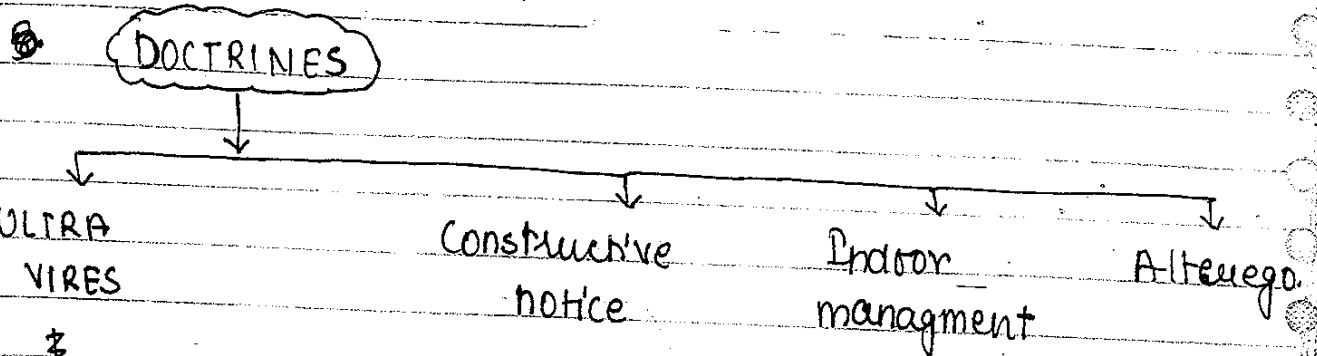 DOCTRINES
ULTRA
VIRES
Constructive
notice
Indoor
managment
Alterego.